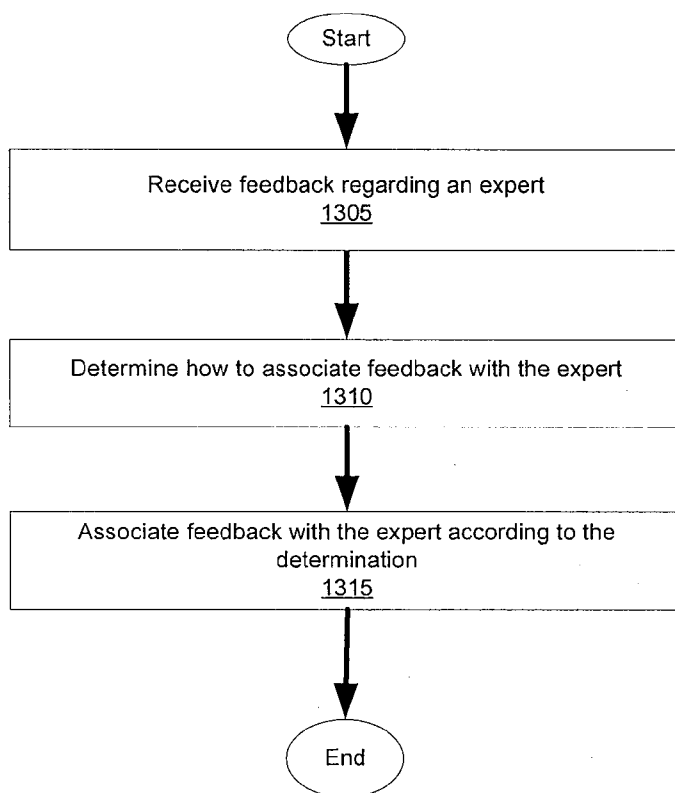 Start
Receive feedback regarding an expert
1305
Determine how to associate feedback with the expert
1310
Associate feedback with the expert according to the
determination
1315
End